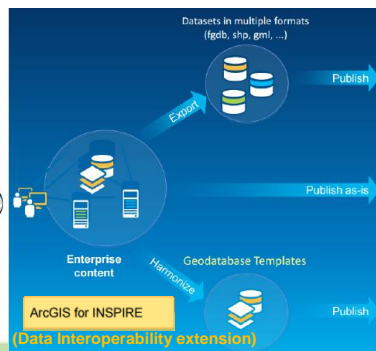 Datasets in multiple formats
(fgdb, shp, gml, ...)
Publish
Export
Publish as-is
Enterprise
content
Harmonize
Geodatabase Templates
ArcGIS for INSPIRE
Publish
(Data Interoperability extension)